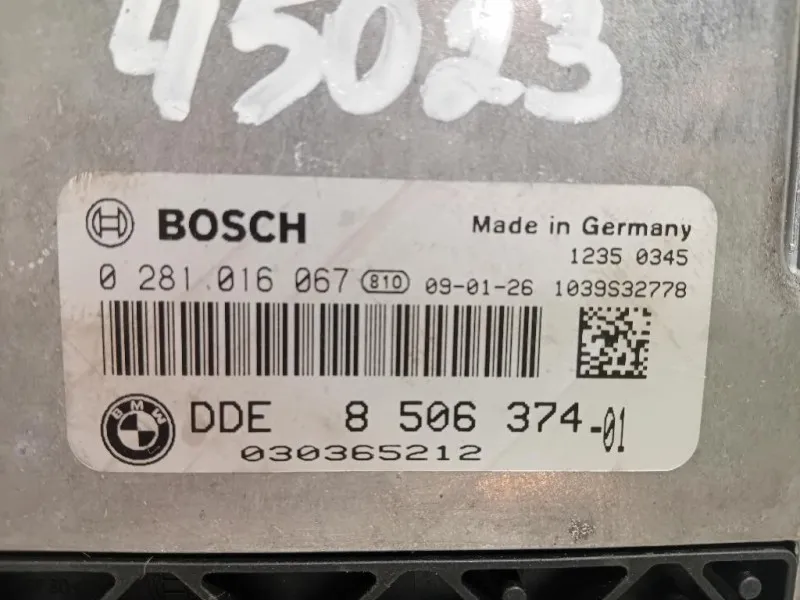 45023
BOSCH Made in Germany
1235 0345
0 281 016 067 810 09-01-26 1039S32778
BMW DDE 8 506 374-01
030365212